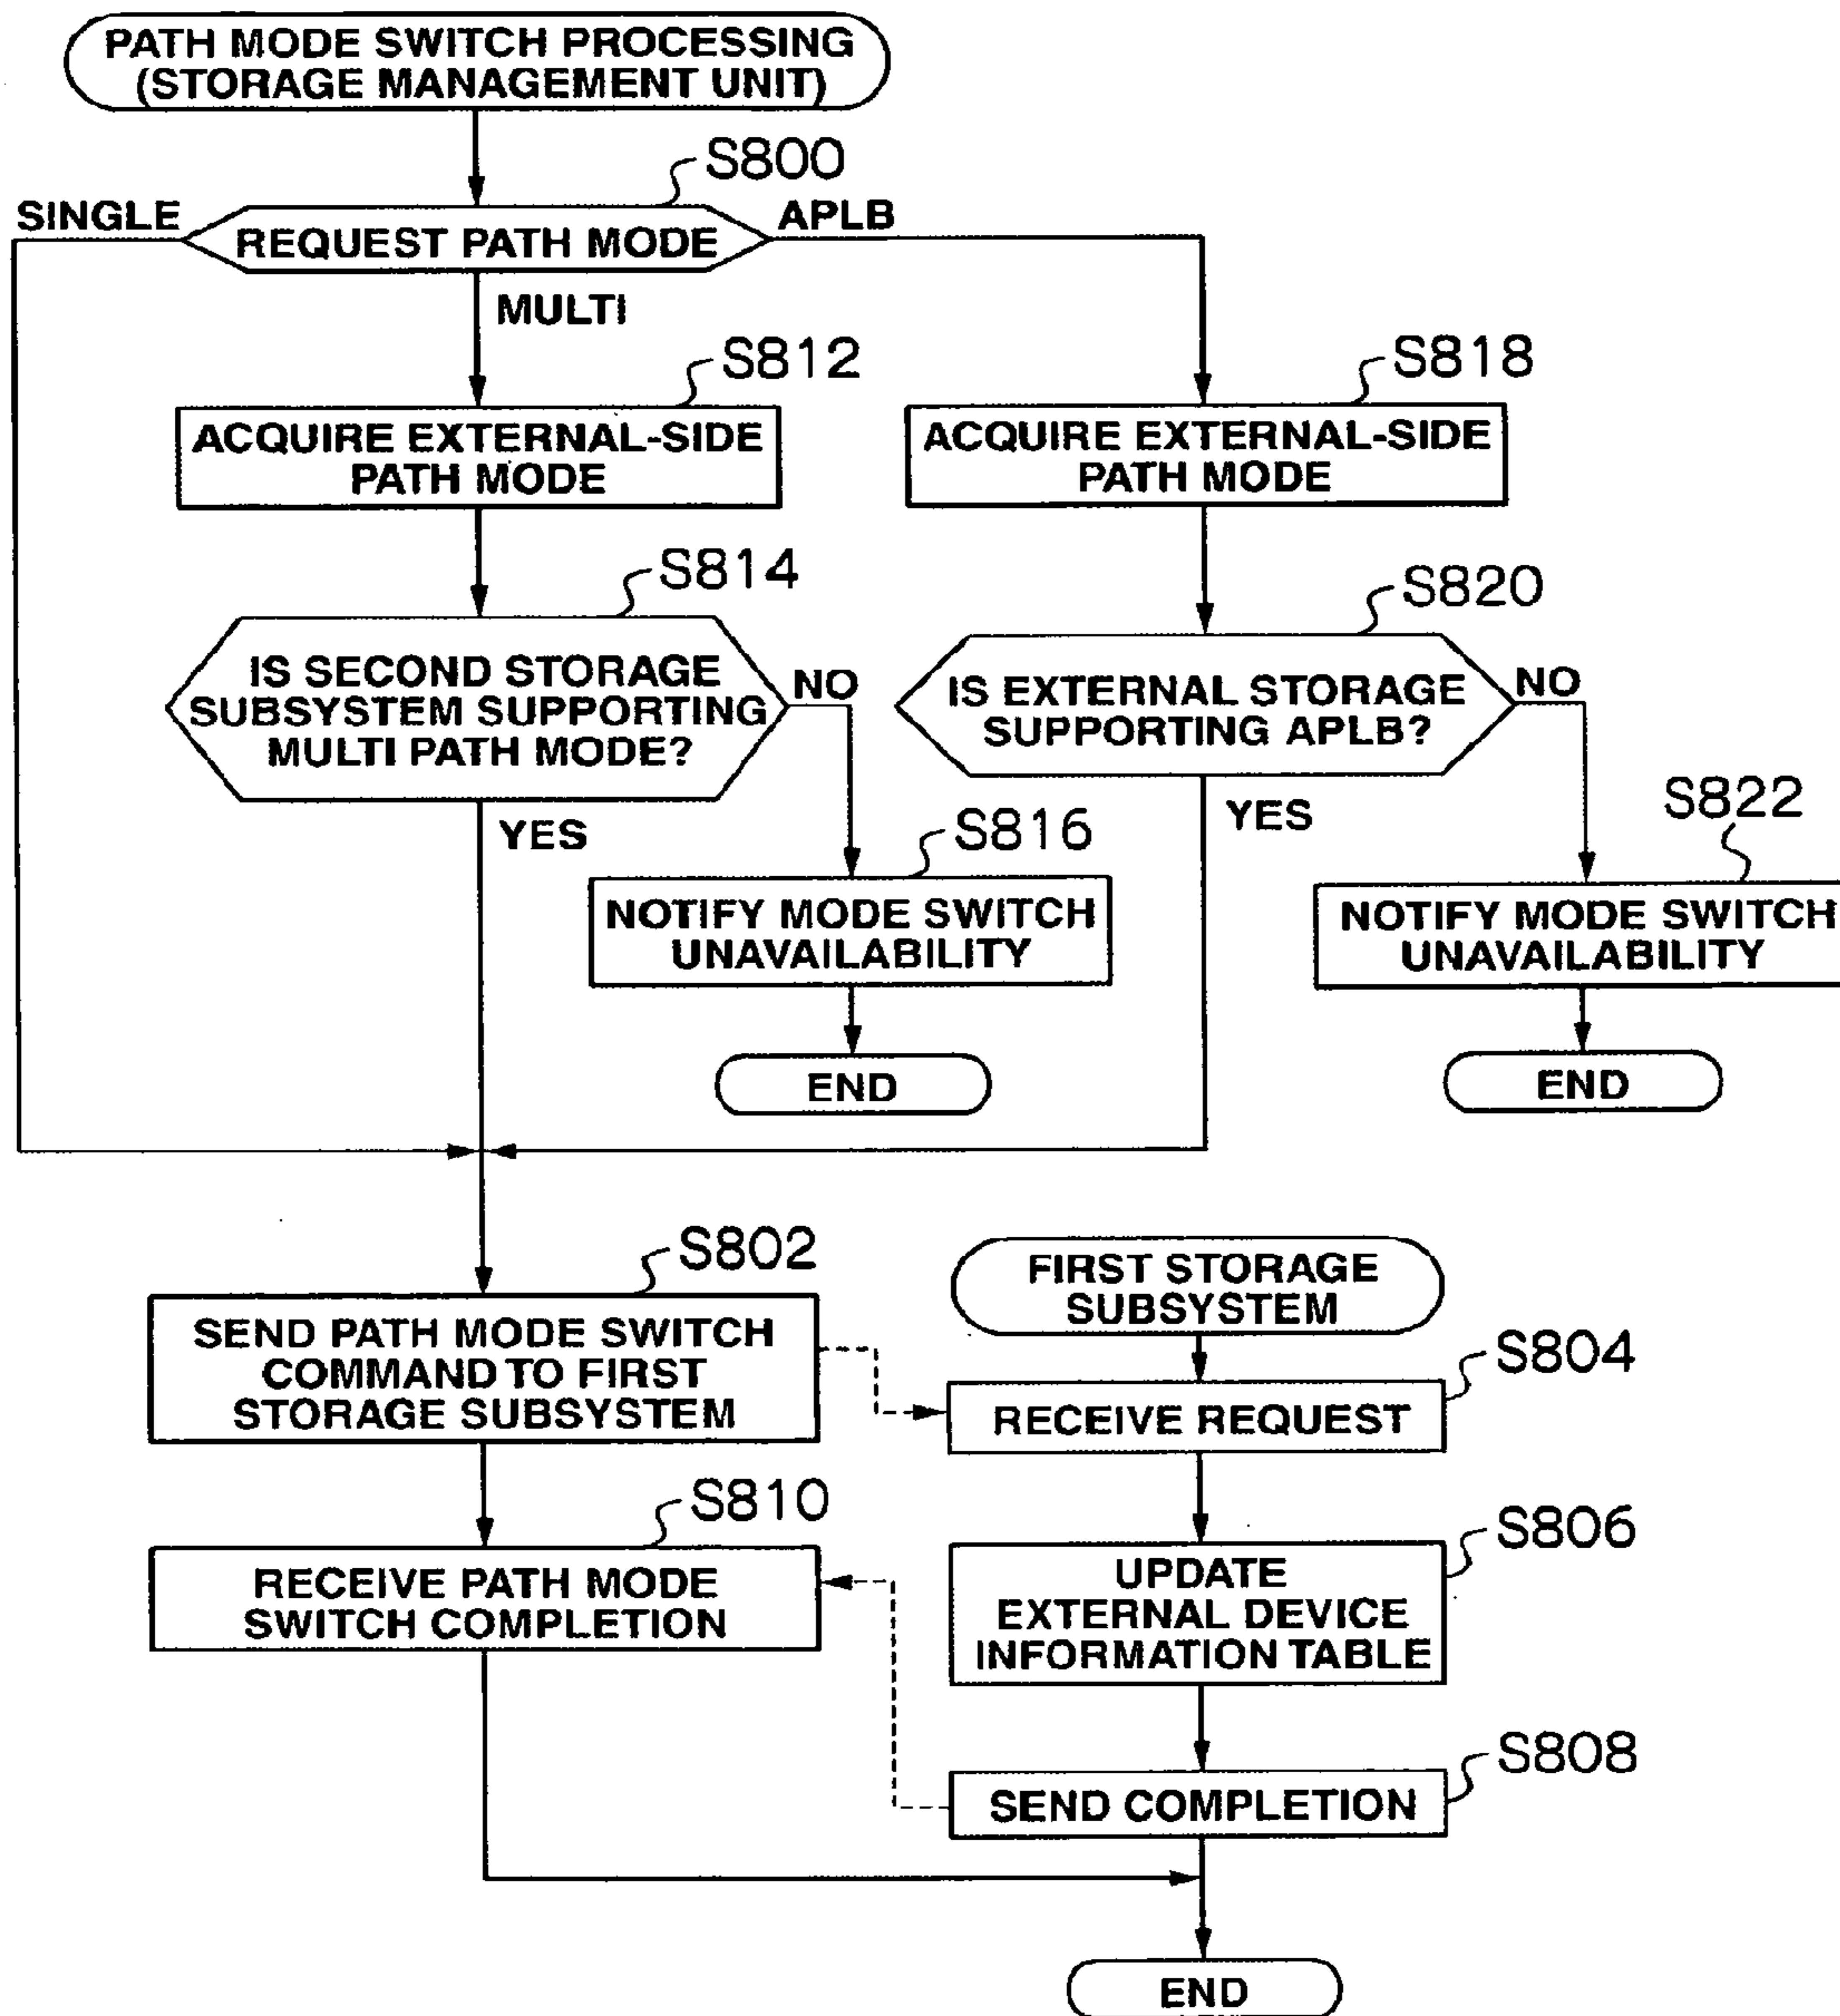 PATH MODE SWITCH PROCESSING
(STORAGE MANAGEMENT UNIT)
S800
SINGLE
REQUEST PATH MODE
APLB
MULTI
S812
ACQUIRE EXTERNAL-SIDE
PATH MODE
S818
ACQUIRE EXTERNAL-SIDE
PATH MODE
S814
IS SECOND STORAGE
SUBSYSTEM SUPPORTING
MULTI PATH MODE?
NO
YES
S820
IS EXTERNAL STORAGE
SUPPORTING APLB?
NO
YES
S816
NOTIFY MODE SWITCH
UNAVAILABILITY
END
S822
NOTIFY MODE SWITCH
UNAVAILABILITY
END
S802
SEND PATH MODE SWITCH
COMMAND TO FIRST
STORAGE SUBSYSTEM
FIRST STORAGE
SUBSYSTEM
S804
RECEIVE REQUEST
S810
RECEIVE PATH MODE
SWITCH COMPLETION
S806
UPDATE
EXTERNAL DEVICE
INFORMATION TABLE
S808
SEND COMPLETION
END